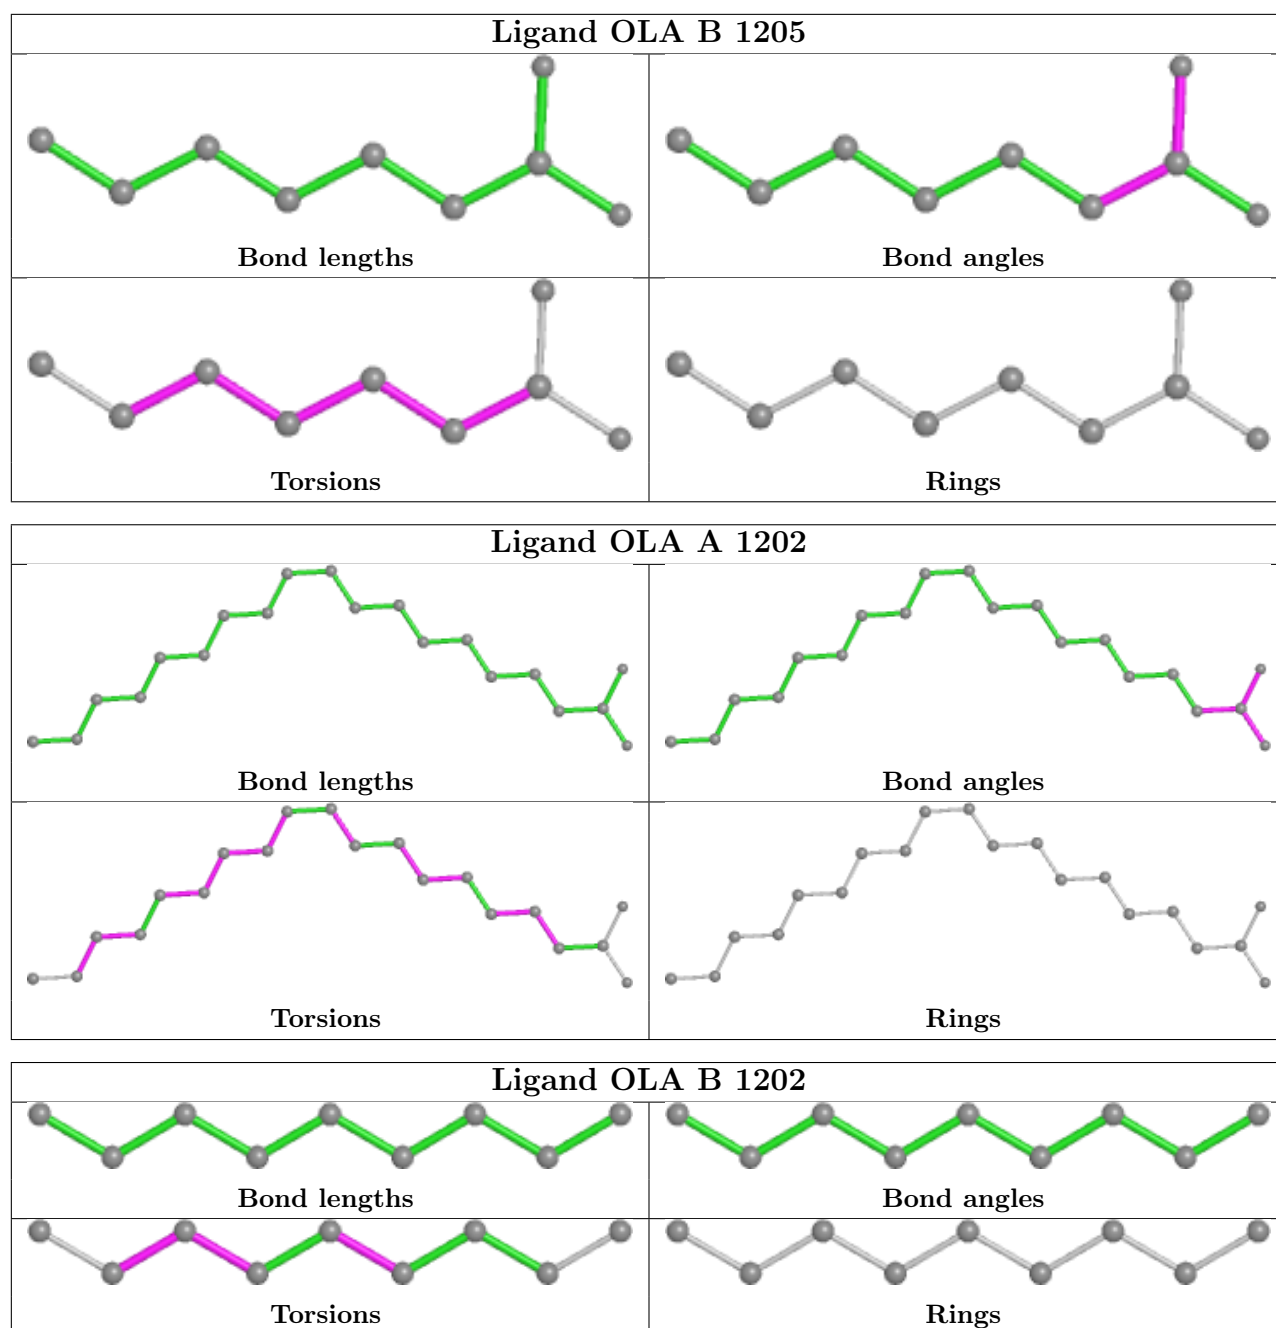 Ligand OLA B 1205
Bond lengths
Bond angles
Torsions
Rings
Ligand OLA A 1202
Bond lengths
Bond angles
Torsions
Rings
Ligand OLA B 1202
Bond lengths
Bond angles
Torsions
Rings